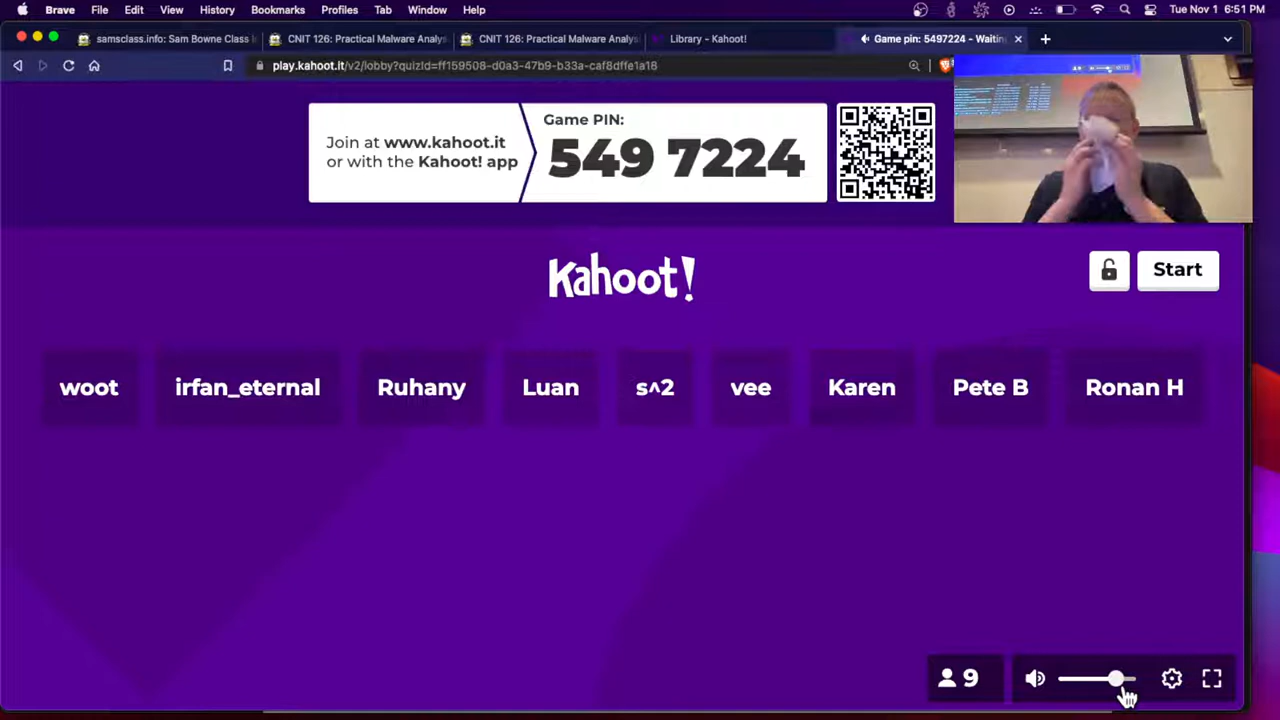 Brave File Edit View History Bookmarks Profiles Tab Window Help Tue Nov 1 6:51 PM
samsclass.info: Sam Bowne Class I CNIT 126: Practical Malware Analys CNIT 126: Practical Malware Analys Library - Kahoot! Game pin: 5497224 - Waitin
play.kahoot.it/v2/lobby?quizId=ff159508-d0a3-47b9-b33a-caf8dffe1a16
Join at www.kahoot.it
or with the Kahoot! app
Game PIN:
549 7224
Kahoot!
Start
woot irfan_eternal Ruhany Luan s^2 vee Karen Pete B Ronan H
9